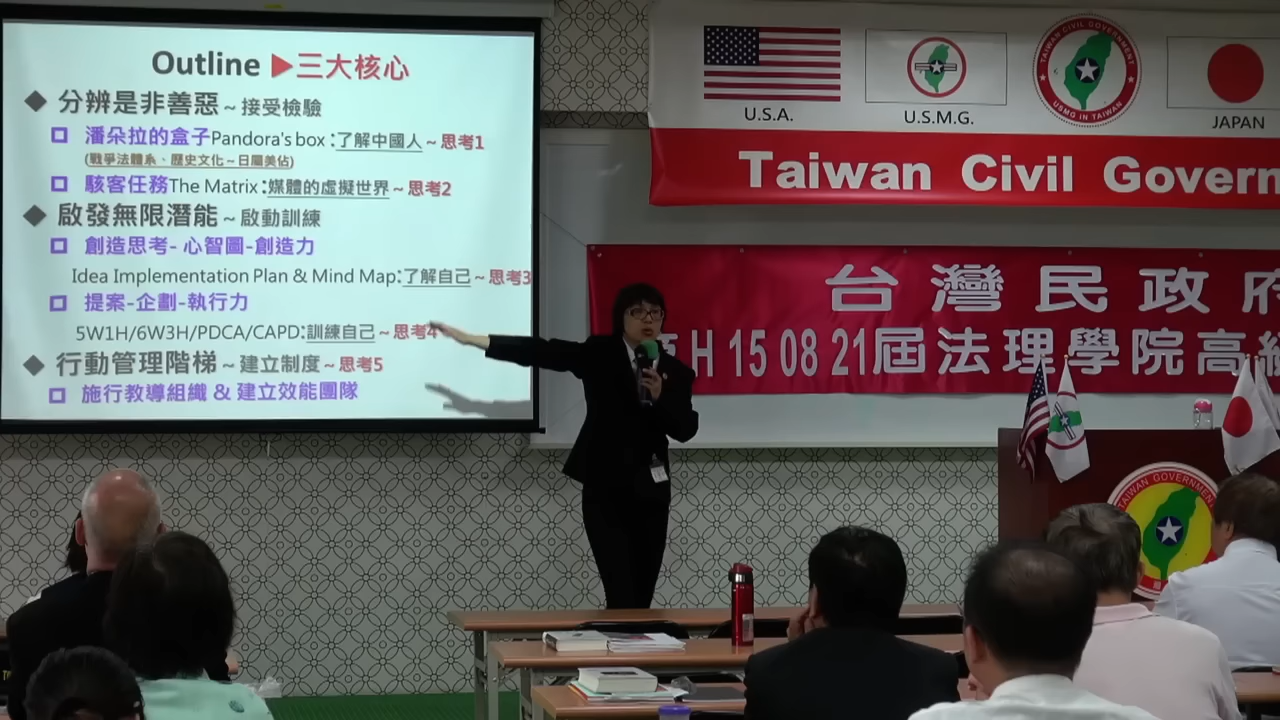 Outline ▶三大核心
◆ 分辨是非善惡 ~ 接受檢驗
潘朵拉的盒子Pandora's box :了解中國人 ~ 思考1
(戰爭法體系、歷史文化 ~ 日屬美佔)
駭客任務The Matrix:媒體的虛擬世界 ~ 思考2
◆ 啟發無限潛能 ~ 啟動訓練
創造思考- 心智圖-創造力
Idea Implementation Plan & Mind Map:了解自己 ~ 思考3
提案-企劃-執行力
5W1H/6W3H/PDCA/CAPD:訓練自己 ~ 思考4
◆ 行動管理階梯 ~ 建立制度 ~ 思考5
施行教導組織 & 建立效能團隊
U.S.A.
U.S.M.G.
TAIWAN CIVIL GOVERNMENT
USMG IN TAIWAN
JAPAN
Taiwan Civil Govern
台灣民政府
H 15 08 21屆法理學院高
TAIWAN GOVERNMENT